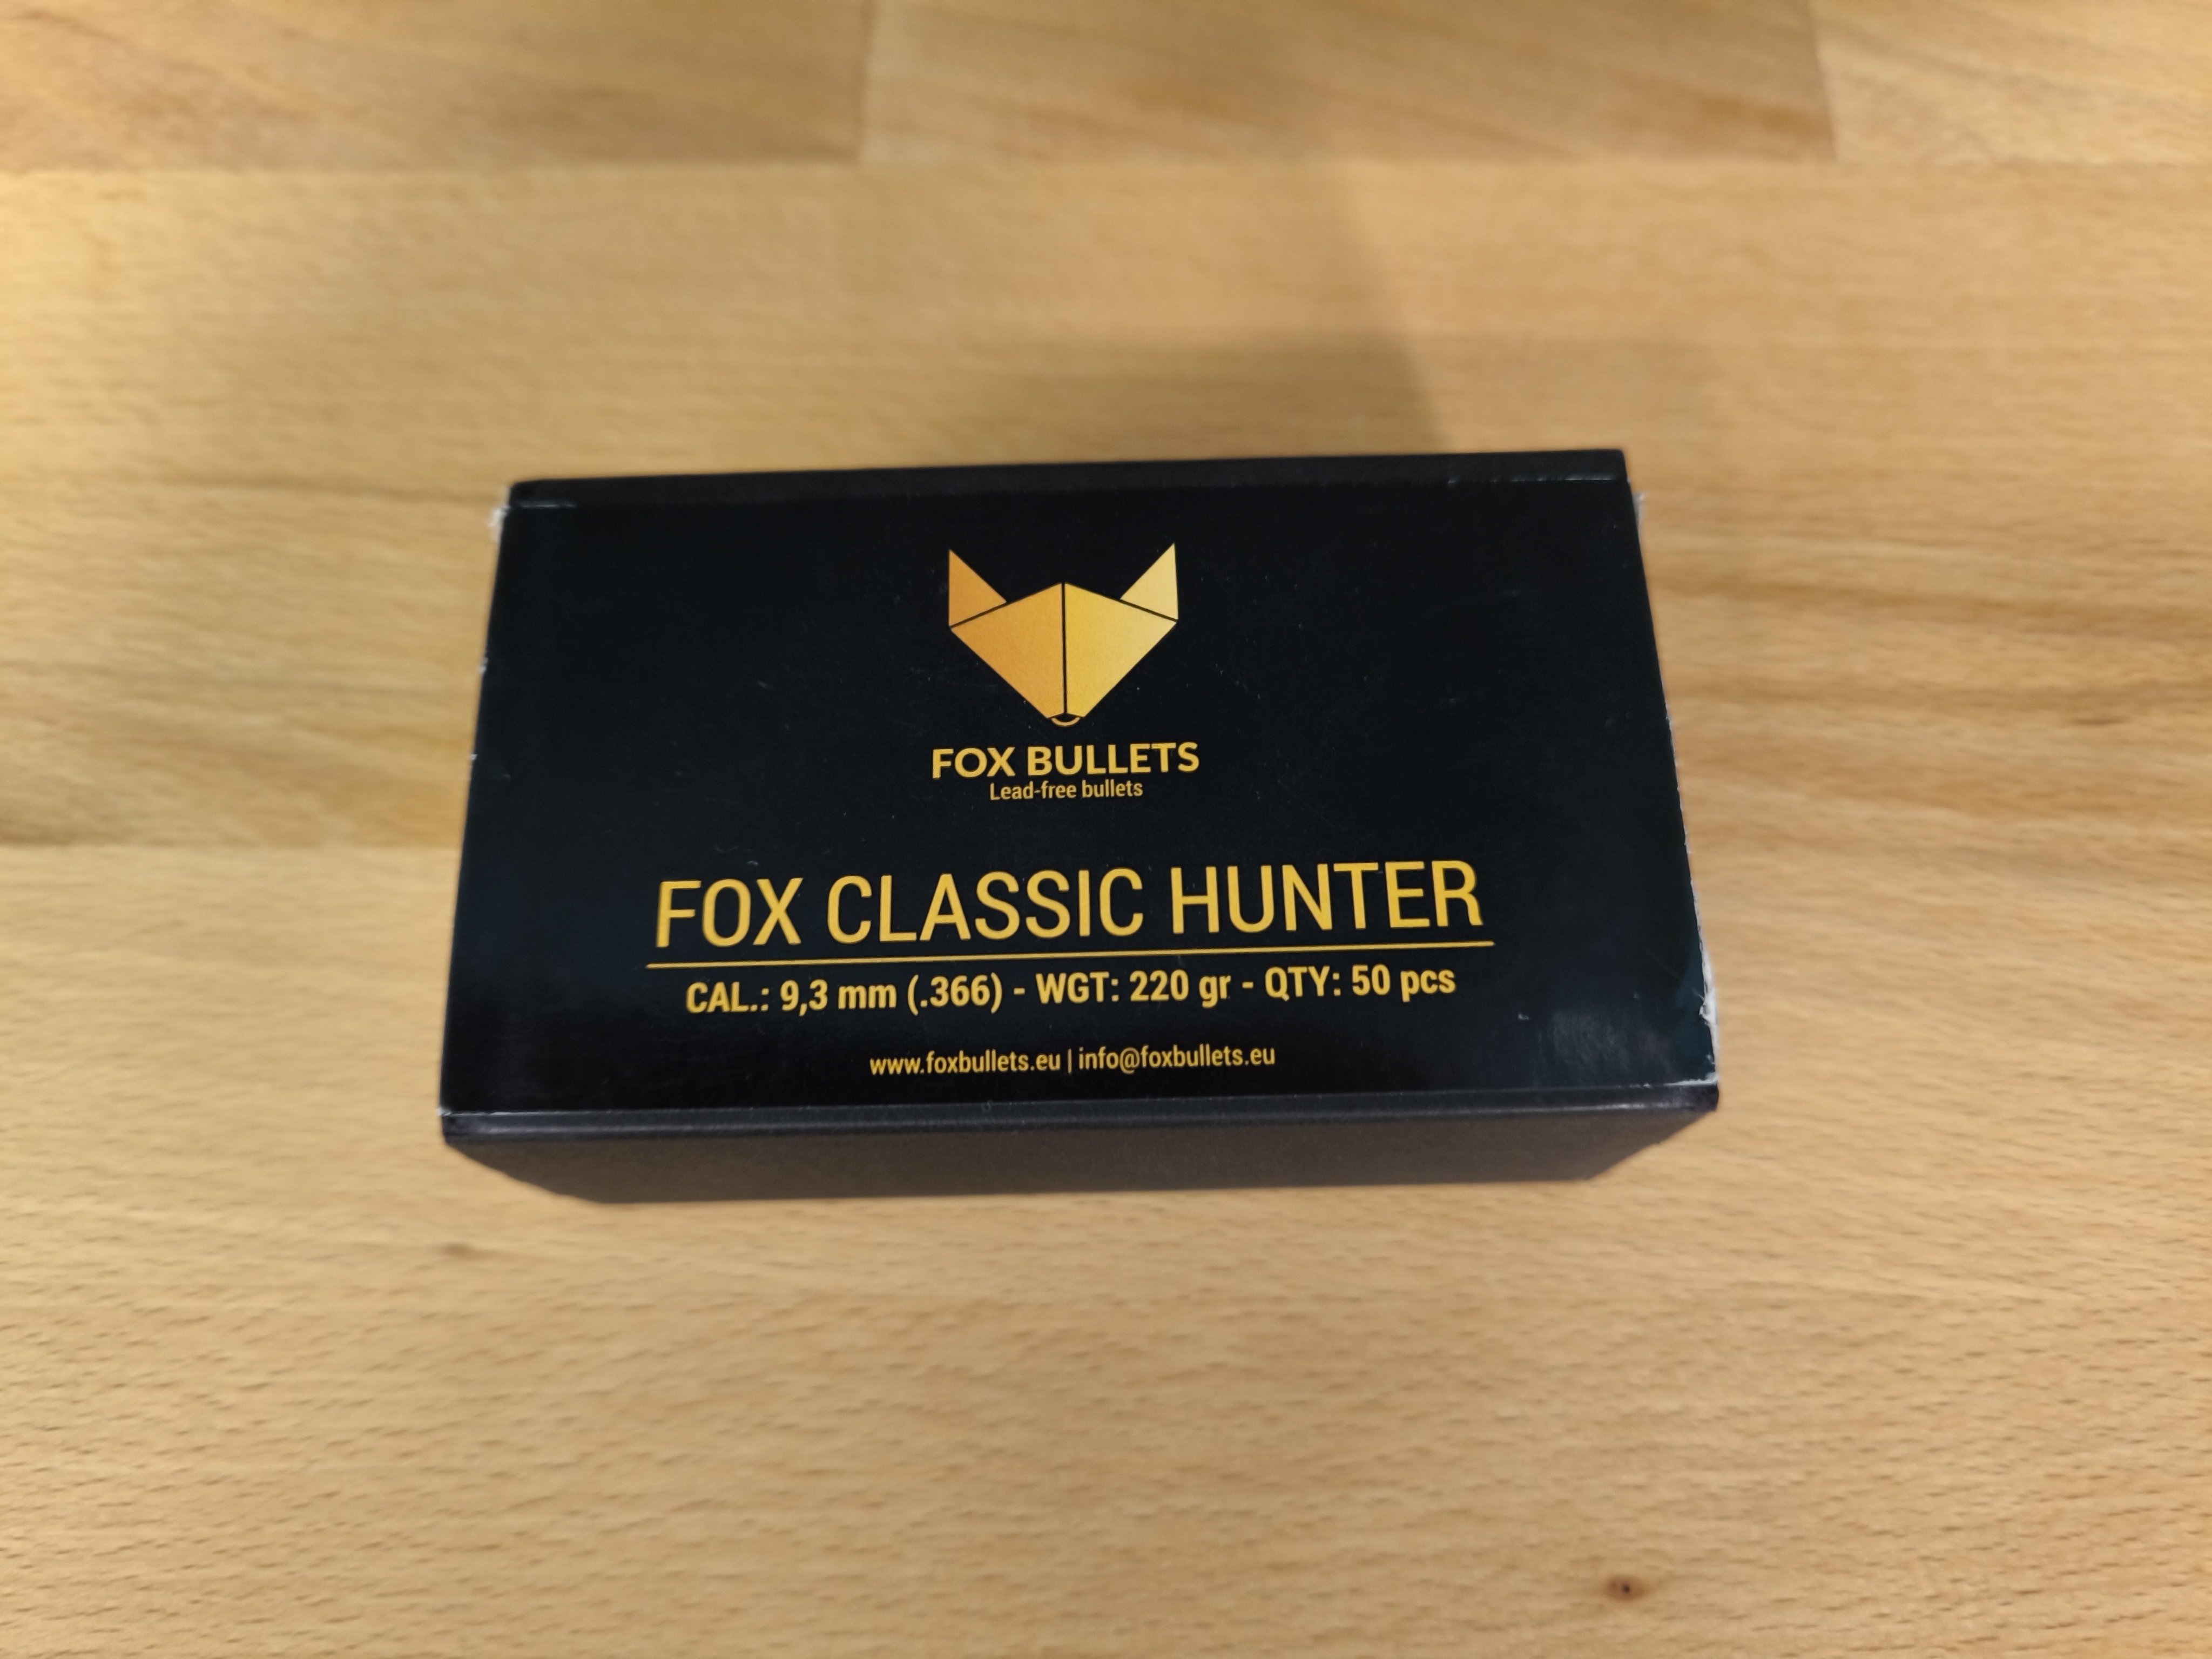 FOX BULLETS
Lead-free bullets
FOX CLASSIC HUNTER
CAL.: 9,3 mm (.366) - WGT: 220 gr - QTY: 50 pcs
www.foxbullets.eu | info@foxbullets.eu